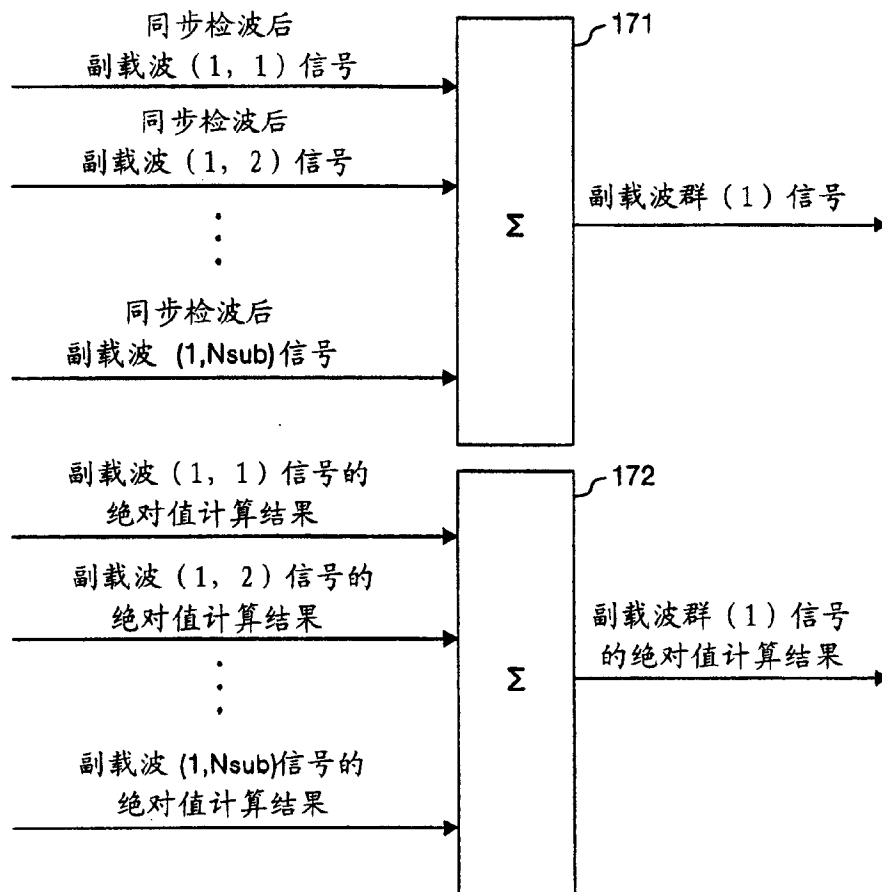 同步检波后
副载波（1，1）信号
171
同步检波后
副载波（1，2）信号
Σ
副载波群（1）信号
同步检波后
副载波 (1,Nsub)信号
副载波（1，1）信号的
绝对值计算结果
172
副载波（1，2）信号的
绝对值计算结果
Σ
副载波群（1）信号
的绝对值计算结果
副载波 (1,Nsub)信号的
绝对值计算结果